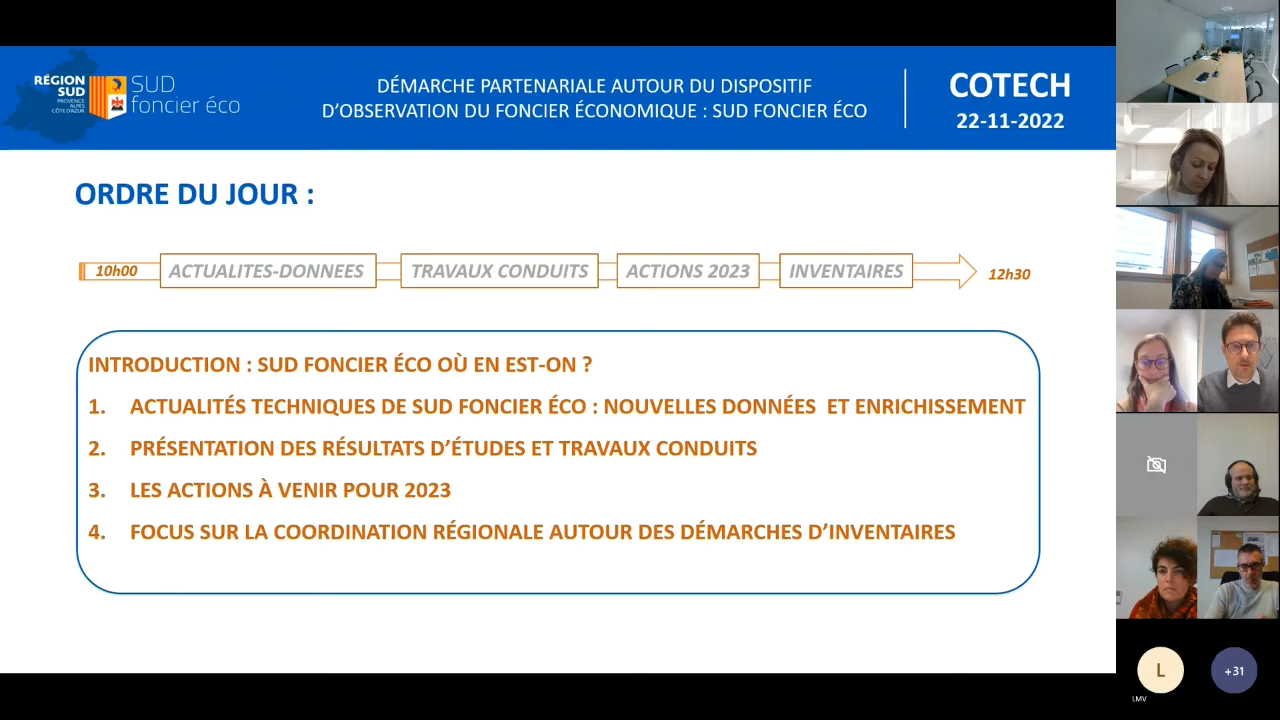 RÉGION
SUD
PROVENCE
ALPES
CÔTE D'AZUR
SUD
foncier éco
DÉMARCHE PARTENARIALE AUTOUR DU DISPOSITIF
D'OBSERVATION DU FONCIER ÉCONOMIQUE : SUD FONCIER ÉCO
COTECH
22-11-2022
ORDRE DU JOUR :
10h00 ACTUALITES-DONNEES TRAVAUX CONDUITS ACTIONS 2023 INVENTAIRES 12h30
INTRODUCTION : SUD FONCIER ÉCO OÙ EN EST-ON ?
1. ACTUALITÉS TECHNIQUES DE SUD FONCIER ÉCO : NOUVELLES DONNÉES ET ENRICHISSEMENT
2. PRÉSENTATION DES RÉSULTATS D'ÉTUDES ET TRAVAUX CONDUITS
3. LES ACTIONS À VENIR POUR 2023
4. FOCUS SUR LA COORDINATION RÉGIONALE AUTOUR DES DÉMARCHES D'INVENTAIRES
L
+31
LMV